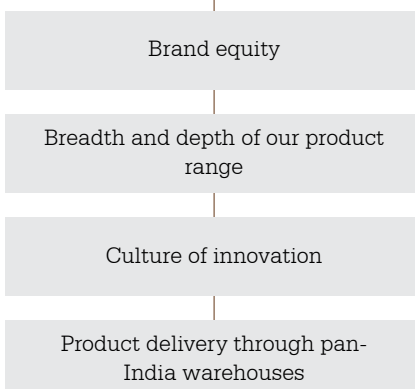 Brand equity
Breadth and depth of our product
range
Culture of innovation
Product delivery through pan-
India warehouses